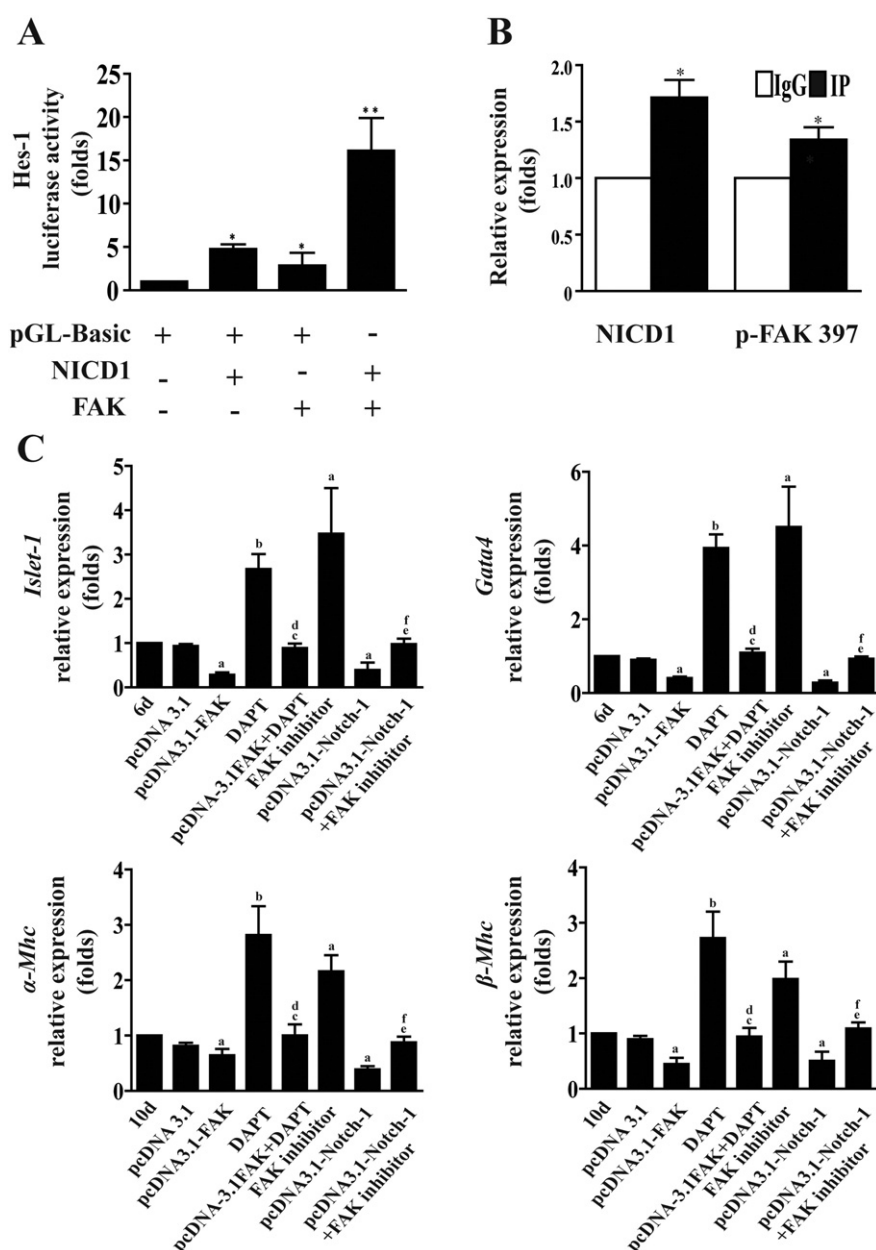 A
Hes-1
luciferase activity
(folds)
25
20
15
10
5
0
*
*
**
pGL-Basic + + + -
NICD1 - + - +
FAK - - + +
B
Relative expression
(folds)
2.0
1.5
1.0
0.5
0
*
*
*
IgG IP
NICD1 p-FAK 397
C
Islet-1
relative expression
(folds)
5
4
3
2
1
0
a
b
d
c
a
a
f
e
6d
pcDNA 3.1
pcDNA3.1-FAK
DAPT
pcDNA-3.1FAK+DAPT
FAK inhibitor
pcDNA3.1-Notch-1
pcDNA3.1-Notch-1
+FAK inhibitor
Gata4
relative expression
(folds)
6
4
2
0
a
b
d
c
a
a
f
e
6d
pcDNA 3.1
pcDNA3.1-FAK
DAPT
pcDNA-3.1FAK+DAPT
FAK inhibitor
pcDNA3.1-Notch-1
pcDNA3.1-Notch-1
+FAK inhibitor
α-Mhc
relative expression
(folds)
4
3
2
1
0
a
b
d
c
a
a
f
e
10d
pcDNA 3.1
pcDNA3.1-FAK
DAPT
pcDNA-3.1FAK+DAPT
FAK inhibitor
pcDNA3.1-Notch-1
pcDNA3.1-Notch-1
+FAK inhibitor
β-Mhc
relative expression
(folds)
4
3
2
1
0
a
b
d
c
a
a
f
e
10d
pcDNA 3.1
pcDNA3.1-FAK
DAPT
pcDNA-3.1FAK+DAPT
FAK inhibitor
pcDNA3.1-Notch-1
pcDNA3.1-Notch-1
+FAK inhibitor